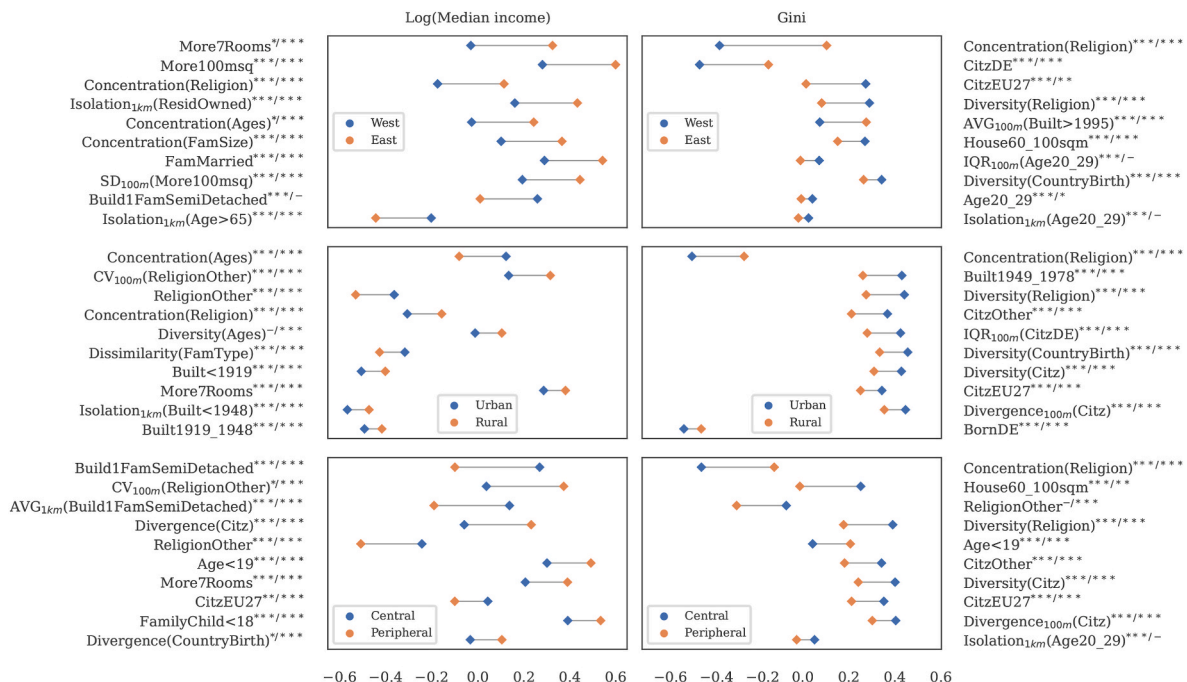 Log(Median income) Gini
More7Rooms*/*** Concentration(Religion)***/***
More100msq***/*** CitzDE***/***
Concentration(Religion)***/*** CitzEU27***/**
Isolation1km(ResidOwned)***/*** Diversity(Religion)***/***
Concentration(Ages)*/*** AVG100m(Built>1995)***/***
Concentration(FamSize)***/*** House60_100sqm***/***
FamMarried***/*** IQR100m(Age20_29)***/−
SD100m(More100msq)***/*** Diversity(CountryBirth)***/***
Build1FamSemiDetached***/− Age20_29***/*
Isolation1km(Age>65)***/*** Isolation1km(Age20_29)***/−
West West
East East
Concentration(Ages)***/*** Concentration(Religion)***/***
CV100m(ReligionOther)***/*** Built1949_1978***/***
ReligionOther***/*** Diversity(Religion)***/***
Concentration(Religion)***/*** CitzOther***/***
Diversity(Ages)−/*** IQR100m(CitzDE)***/***
Dissimilarity(FamType)***/*** Diversity(CountryBirth)***/***
Built<1919***/*** Diversity(Citz)***/***
More7Rooms***/*** CitzEU27***/***
Isolation1km(Built<1948)***/*** Divergence100m(Citz)***/***
Built1919_1948***/*** BornDE***/***
Urban Urban
Rural Rural
Build1FamSemiDetached***/*** Concentration(Religion)***/***
CV100m(ReligionOther)*/*** House60_100sqm***/**
AVG1km(Build1FamSemiDetached)***/*** ReligionOther−/***
Divergence(Citz)***/*** Diversity(Religion)***/***
ReligionOther***/*** Age<19***/***
Age<19***/*** CitzOther***/***
More7Rooms***/*** Diversity(Citz)***/***
CitzEU27**/*** CitzEU27***/***
FamilyChild<18***/*** Divergence100m(Citz)***/***
Divergence(CountryBirth)*/*** Isolation1km(Age20_29)***/−
Central Central
Peripheral Peripheral
−0.6 −0.4 −0.2 0.0 0.2 0.4 0.6 −0.6 −0.4 −0.2 0.0 0.2 0.4 0.6